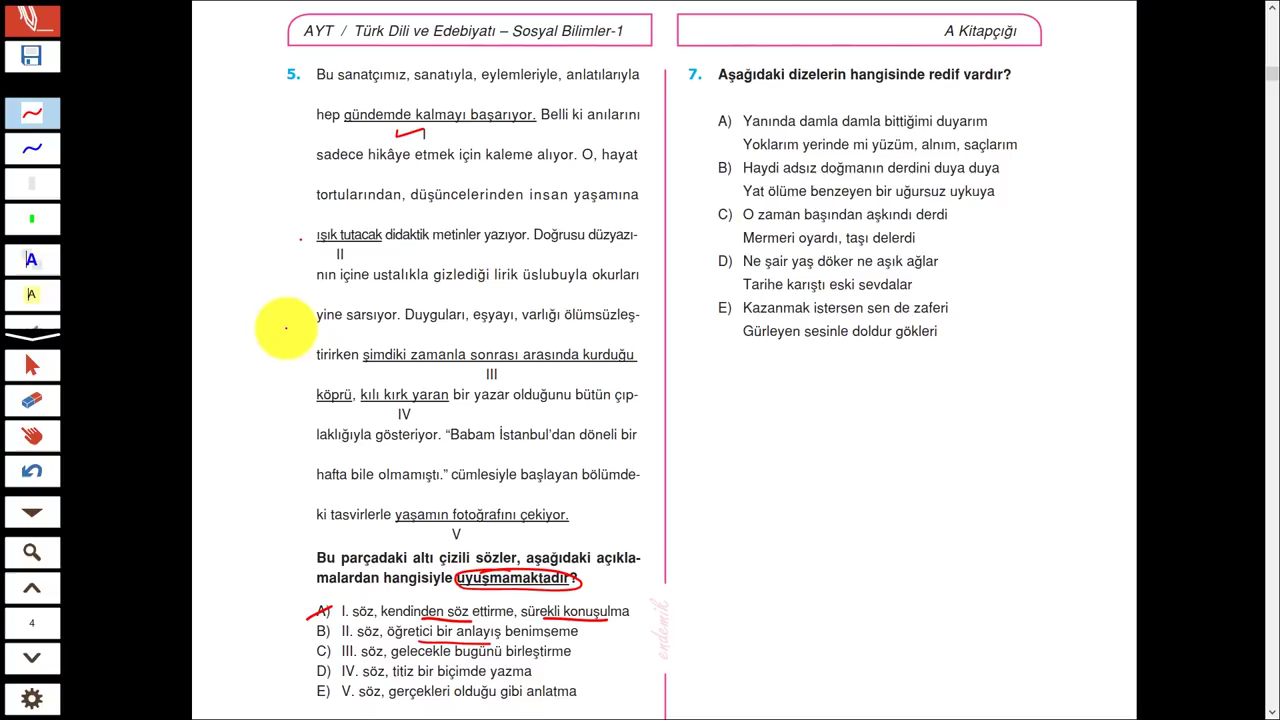 AYT / Türk Dili ve Edebiyatı – Sosyal Bilimler-1
A Kitapçığı
5. Bu sanatçımız, sanatıyla, eylemleriyle, anlatılarıyla
hep gündemde kalmayı başarıyor. Belli ki anılarını
I
sadece hikâye etmek için kaleme alıyor. O, hayat
tortularından, düşüncelerinden insan yaşamına
ışık tutacak didaktik metinler yazıyor. Doğrusu düzyazı-
II
nın içine ustalıkla gizlediği lirik üslubuyla okurları
yine sarsıyor. Duyguları, eşyayı, varlığı ölümsüzleş-
tirirken şimdiki zamanla sonrası arasında kurduğu
III
köprü, kılı kırk yaran bir yazar olduğunu bütün çıp-
IV
laklığıyla gösteriyor. “Babam İstanbul’dan döneli bir
hafta bile olmamıştı.” cümlesiyle başlayan bölümde-
ki tasvirlerle yaşamın fotoğrafını çekiyor.
V
Bu parçadaki altı çizili sözler, aşağıdaki açıkla-
malardan hangisiyle uyuşmamaktadır?
A) I. söz, kendinden söz ettirme, sürekli konuşulma
B) II. söz, öğretici bir anlayış benimseme
C) III. söz, gelecekle bugünü birleştirme
D) IV. söz, titiz bir biçimde yazma
E) V. söz, gerçekleri olduğu gibi anlatma
7. Aşağıdaki dizelerin hangisinde redif vardır?
A) Yanında damla damla bittiğimi duyarım
Yoklarım yerinde mi yüzüm, alnım, saçlarım
B) Haydi adsız doğmanın derdini duya duya
Yat ölüme benzeyen bir uğursuz uykuya
C) O zaman başından aşkındı derdi
Mermeri oyardı, taşı delerdi
D) Ne şair yaş döker ne aşık ağlar
Tarihe karıştı eski sevdalar
E) Kazanmak istersen sen de zaferi
Gürleyen sesinle doldur gökleri
A
A
4